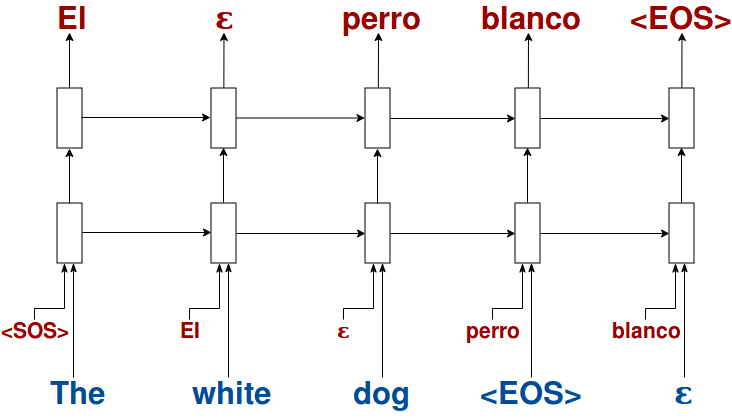 El ε perro blanco <EOS>
<SOS> El ε perro blanco
The white dog <EOS> ε